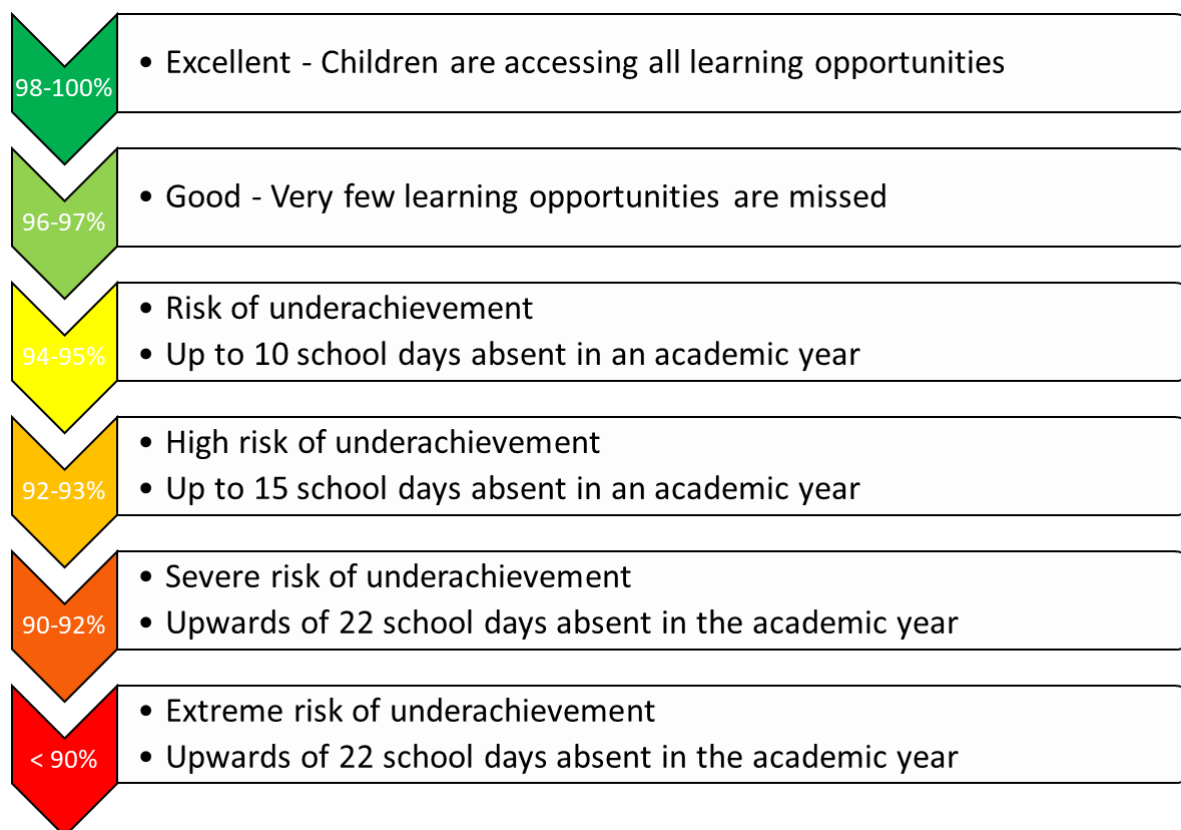 98-100%
• Excellent - Children are accessing all learning opportunities
96-97%
• Good - Very few learning opportunities are missed
94-95%
• Risk of underachievement
• Up to 10 school days absent in an academic year
92-93%
• High risk of underachievement
• Up to 15 school days absent in an academic year
90-92%
• Severe risk of underachievement
• Upwards of 22 school days absent in the academic year
< 90%
• Extreme risk of underachievement
• Upwards of 22 school days absent in the academic year